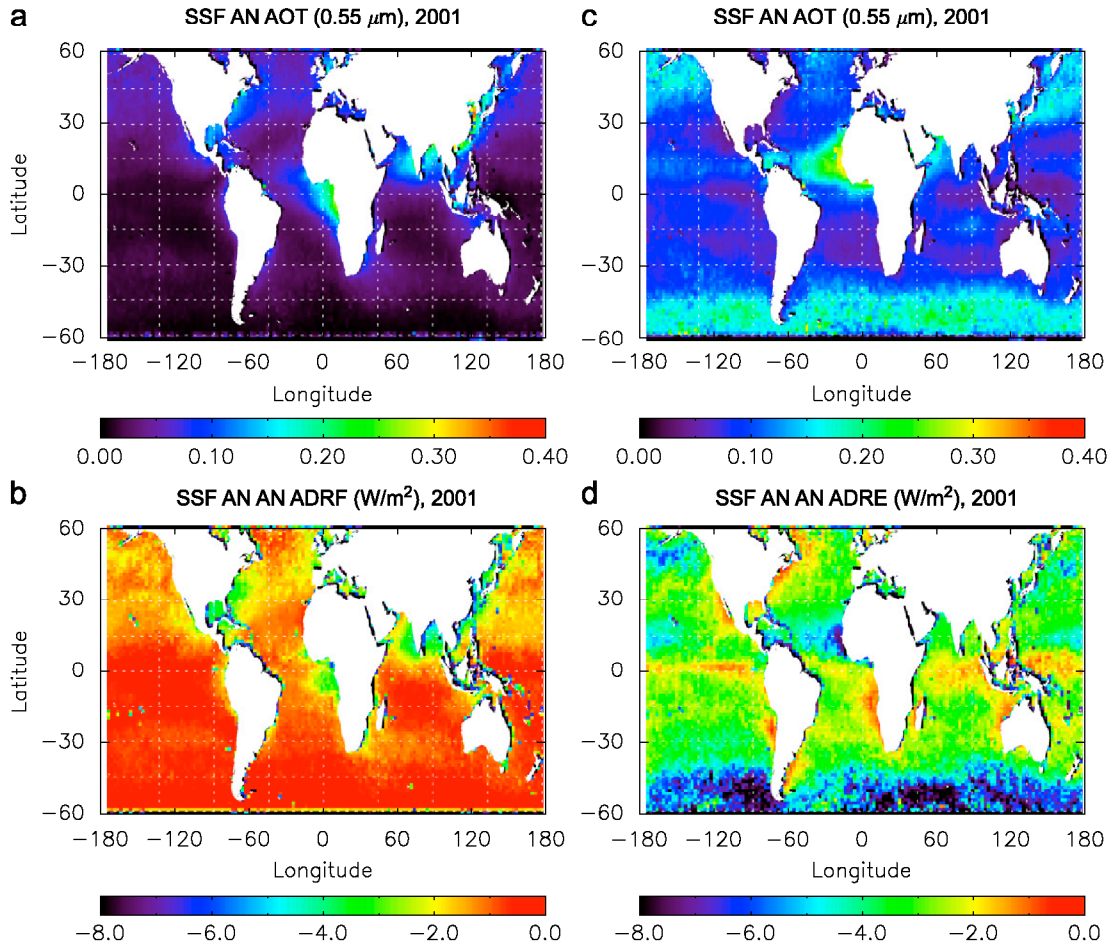 a
SSF AN AOT (0.55 μm), 2001
60
30
0
−30
−60
Latitude
−180 −120 −60 0 60 120 180
Longitude
0.00 0.10 0.20 0.30 0.40
c
SSF AN AOT (0.55 μm), 2001
60
30
0
−30
−60
−180 −120 −60 0 60 120 180
Longitude
0.00 0.10 0.20 0.30 0.40
b
SSF AN AN ADRF (W/m²), 2001
60
30
0
−30
−60
Latitude
−180 −120 −60 0 60 120 180
Longitude
−8.0 −6.0 −4.0 −2.0 0.0
d
SSF AN AN ADRE (W/m²), 2001
60
30
0
−30
−60
−180 −120 −60 0 60 120 180
Longitude
−8.0 −6.0 −4.0 −2.0 0.0